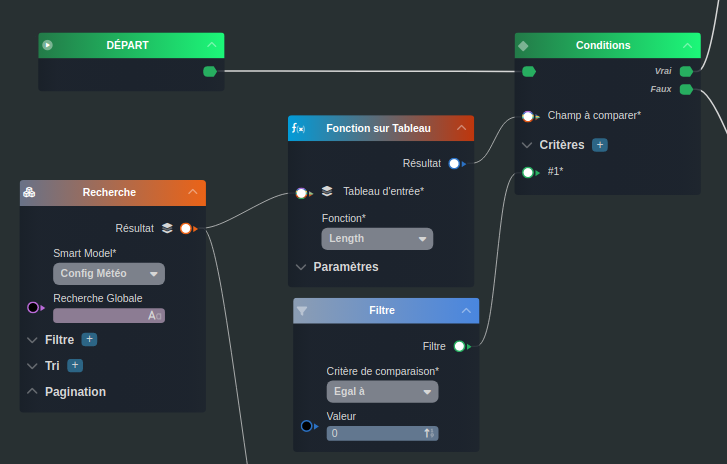 DÉPART
Conditions
Vrai
Faux
Champ à comparer*
Critères +
#1*
f(x) Fonction sur Tableau
Résultat
Tableau d'entrée*
Fonction*
Length
Paramètres
Recherche
Résultat
Smart Model*
Config Météo
Recherche Globale
Filtre +
Tri +
Pagination
Filtre
Filtre
Critère de comparaison*
Egal à
Valeur
0